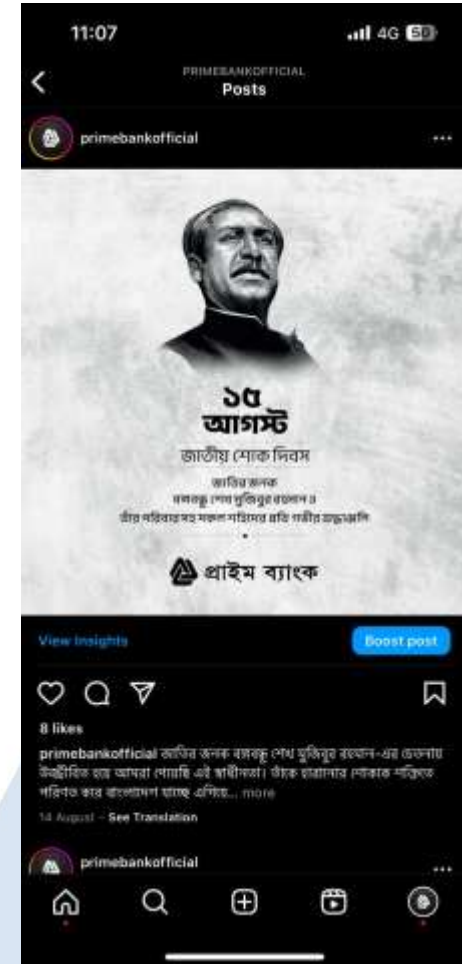 11:07
4G 50
PRIMEBANKOFFICIAL
Posts
primebankofficial
১৫
আগস্ট
জাতীয় শোক দিবস
জাতির জনক
বঙ্গবন্ধু শেখ মুজিবুর রহমান ও
তাঁর পরিবার সহ সকল শহিদের প্রতি গভীর শ্রদ্ধাঞ্জলি
প্রাইম ব্যাংক
View Insights
Boost post
8 likes
primebankofficial জাতির জনক বঙ্গবন্ধু শেখ মুজিবুর রহমান-এর চেতনায়
উজ্জীবিত হয়ে আমরা পেয়েছি এই স্বাধীনতা। তাঁকে হারানোর শোককে শক্তিতে
পরিণত করে বাংলাদেশ যাচ্ছে এগিয়ে... more
14 August - See Translation
primebankofficial